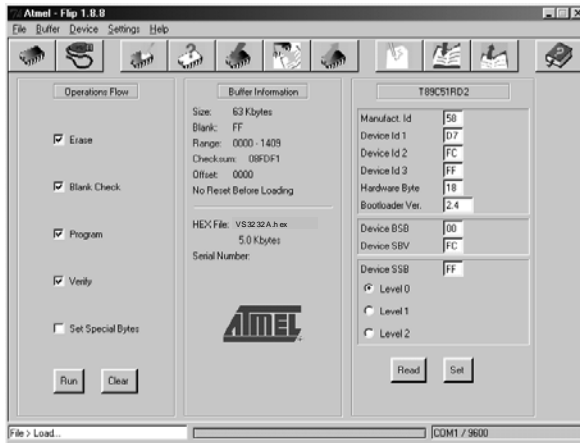 Atmel - Flip 1.8.8
File Buffer Device Settings Help
Operations Flow
Erase
Blank Check
Program
Verify
Set Special Bytes
Run Clear
Buffer Information
Size: 63 Kbytes
Blank: FF
Range: 0000 - 1409
Checksum: 08FDF1
Offset: 0000
No Reset Before Loading
HEX File: VS3232A.hex
5.0 Kbytes
Serial Number:
ATMEL
T89C51RD2
Manufact. Id 58
Device Id 1 D7
Device Id 2 FC
Device Id 3 FF
Hardware Byte 18
Bootloader Ver. 2.4
Device BSB 00
Device SBV FC
Device SSB FF
Level 0
Level 1
Level 2
Read Set
File > Load...
COM1 / 9600